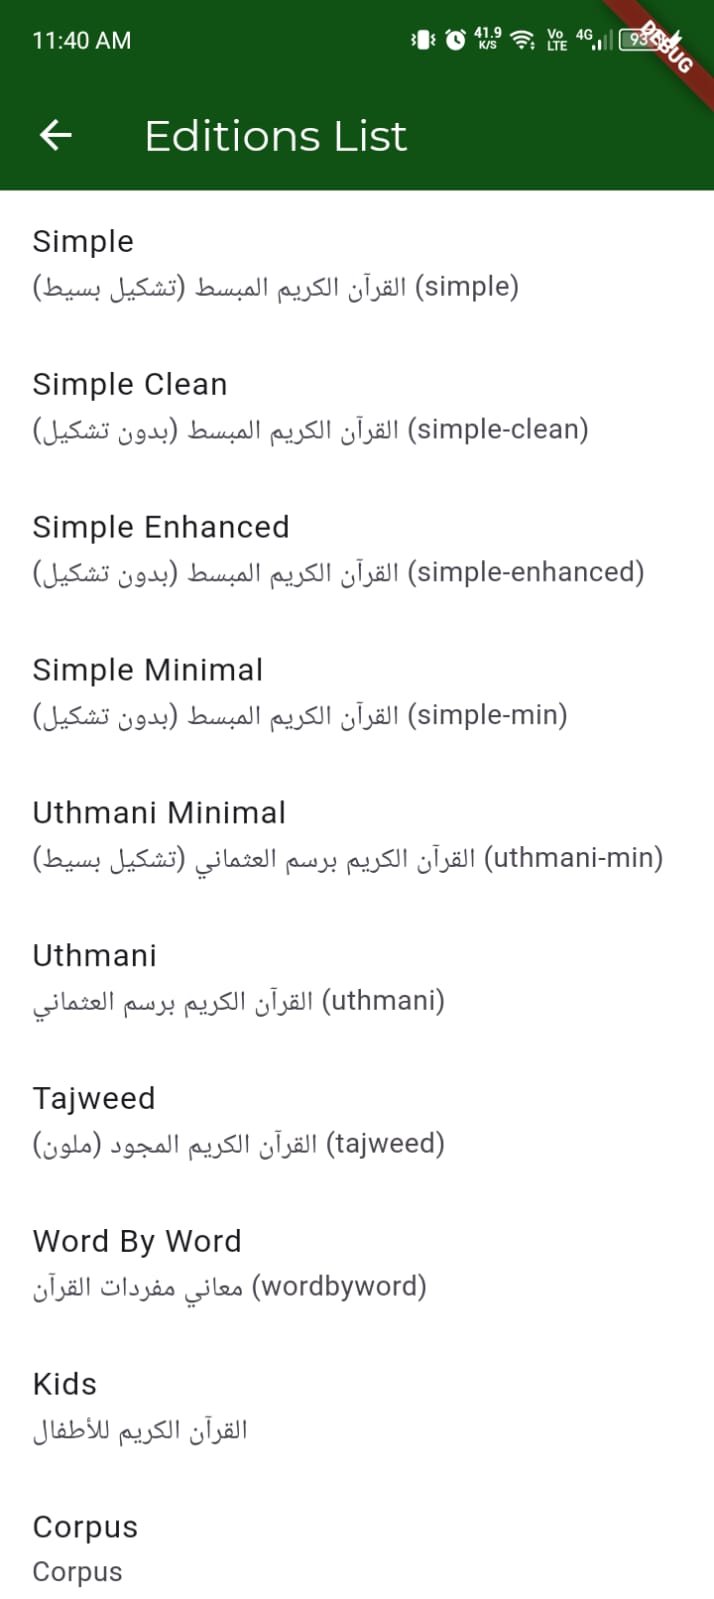 11:40 AM
41.9 K/S
Vo LTE 4G
DEBUG
Editions List
Simple
القرآن الكريم المبسط (تشكيل بسيط) (simple)
Simple Clean
القرآن الكريم المبسط (بدون تشكيل) (simple-clean)
Simple Enhanced
القرآن الكريم المبسط (بدون تشكيل) (simple-enhanced)
Simple Minimal
القرآن الكريم المبسط (بدون تشكيل) (simple-min)
Uthmani Minimal
القرآن الكريم برسم العثماني (تشكيل بسيط) (uthmani-min)
Uthmani
القرآن الكريم برسم العثماني (uthmani)
Tajweed
القرآن الكريم المجود (ملون) (tajweed)
Word By Word
معاني مفردات القرآن (wordbyword)
Kids
القرآن الكريم للأطفال
Corpus
Corpus